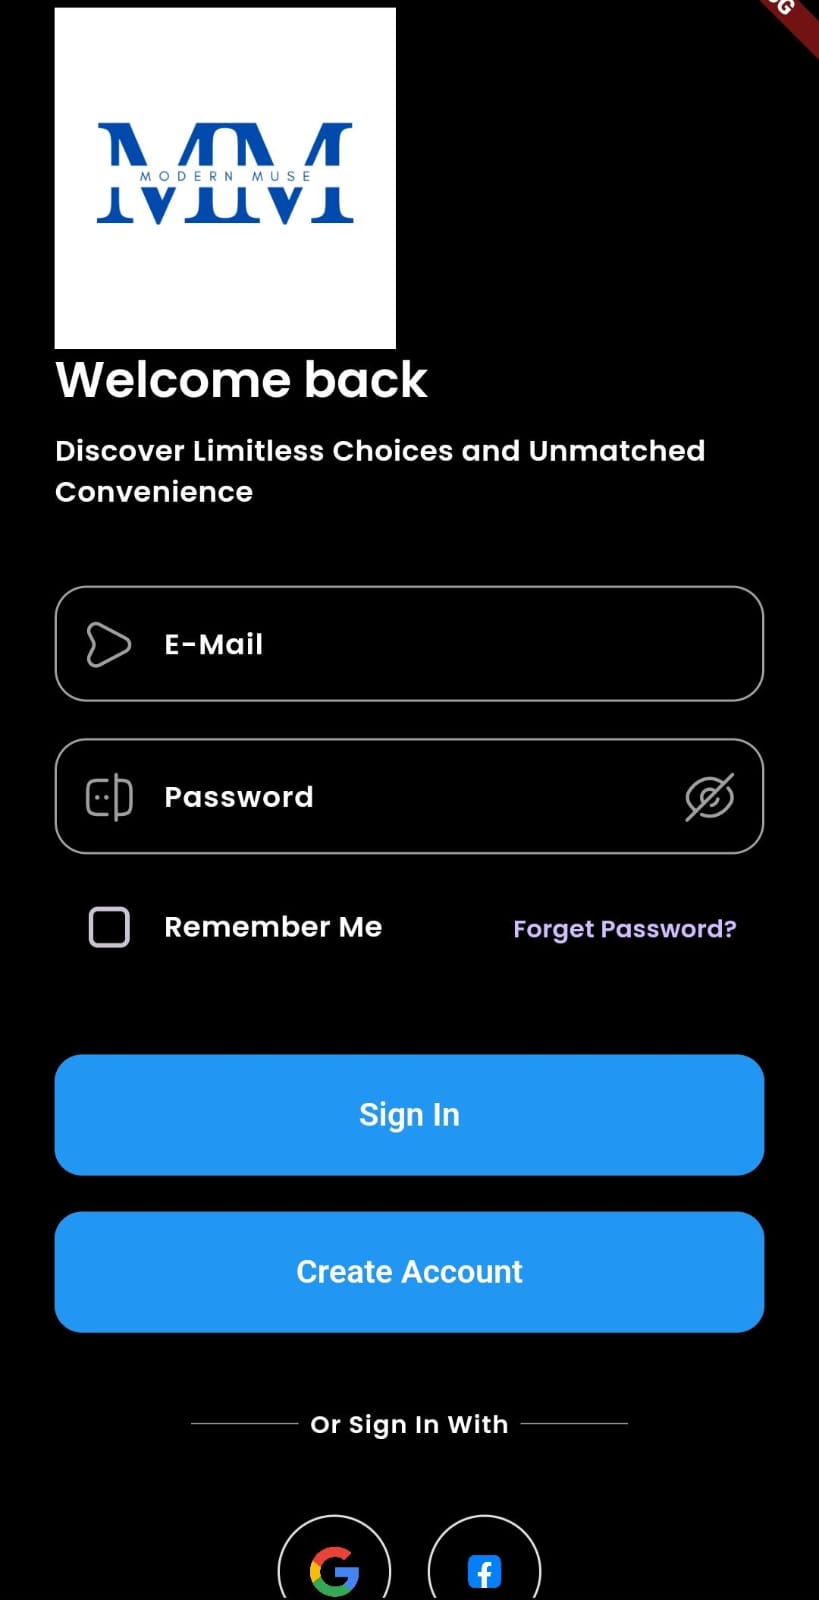 MODERN MUSE
Welcome back
Discover Limitless Choices and Unmatched
Convenience
E-Mail
Password
Remember Me
Forget Password?
Sign In
Create Account
Or Sign In With